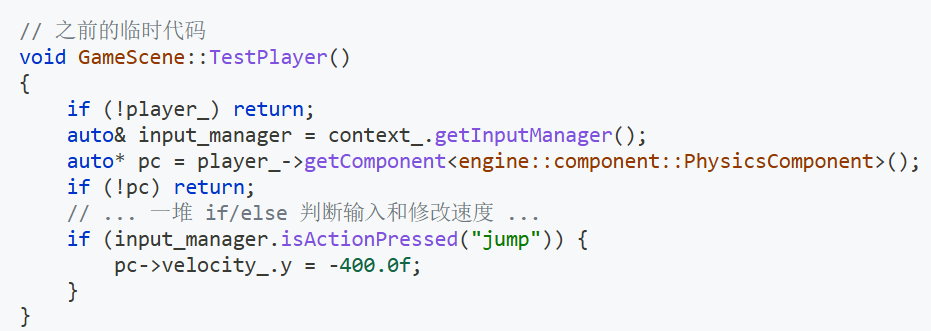 // 之前的临时代码
void GameScene::TestPlayer()
{
    if (!player_) return;
    auto& input_manager = context_.getInputManager();
    auto* pc = player_->getComponent<engine::component::PhysicsComponent>();
    if (!pc) return;
    // ... 一堆 if/else 判断输入和修改速度 ...
    if (input_manager.isActionPressed("jump")) {
        pc->velocity_.y = -400.0f;
    }
}